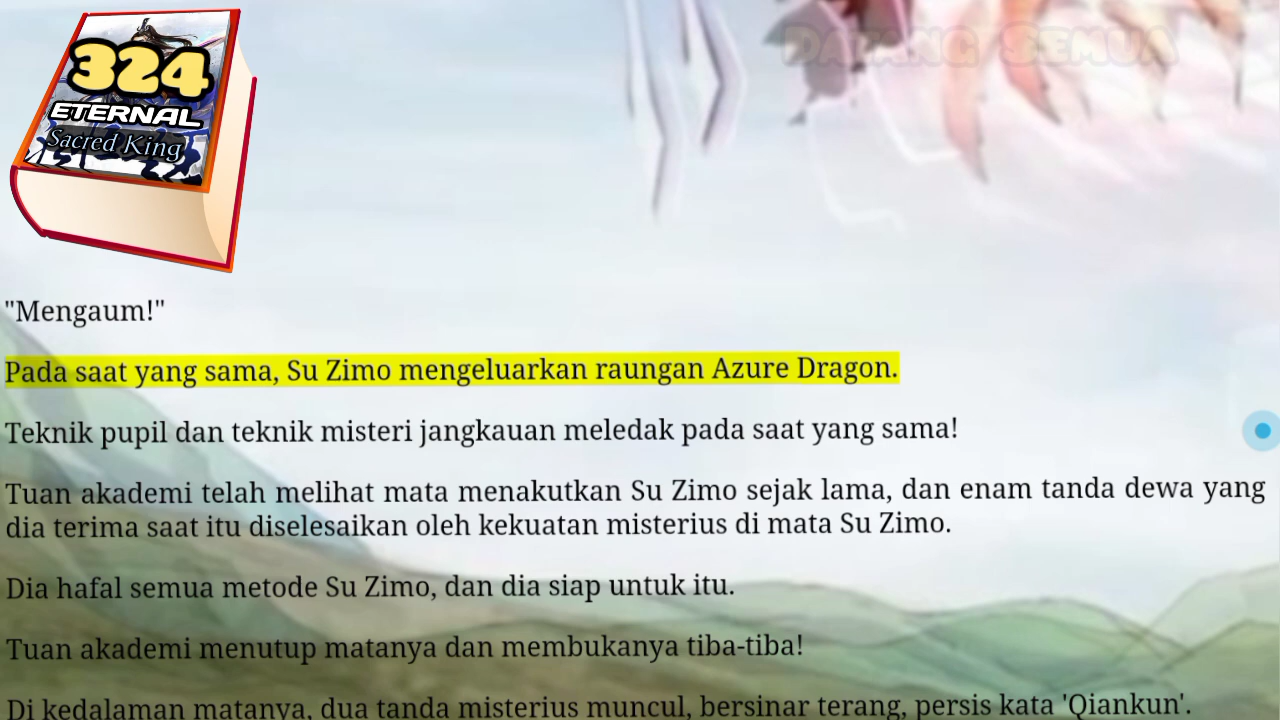 DATANG SEMUA
324
ETERNAL
Sacred King
"Mengaum!"
Pada saat yang sama, Su Zimo mengeluarkan raungan Azure Dragon.
Teknik pupil dan teknik misteri jangkauan meledak pada saat yang sama!
Tuan akademi telah melihat mata menakutkan Su Zimo sejak lama, dan enam tanda dewa yang
dia terima saat itu diselesaikan oleh kekuatan misterius di mata Su Zimo.
Dia hafal semua metode Su Zimo, dan dia siap untuk itu.
Tuan akademi menutup matanya dan membukanya tiba-tiba!
Di kedalaman matanya, dua tanda misterius muncul, bersinar terang, persis kata 'Qiankun'.